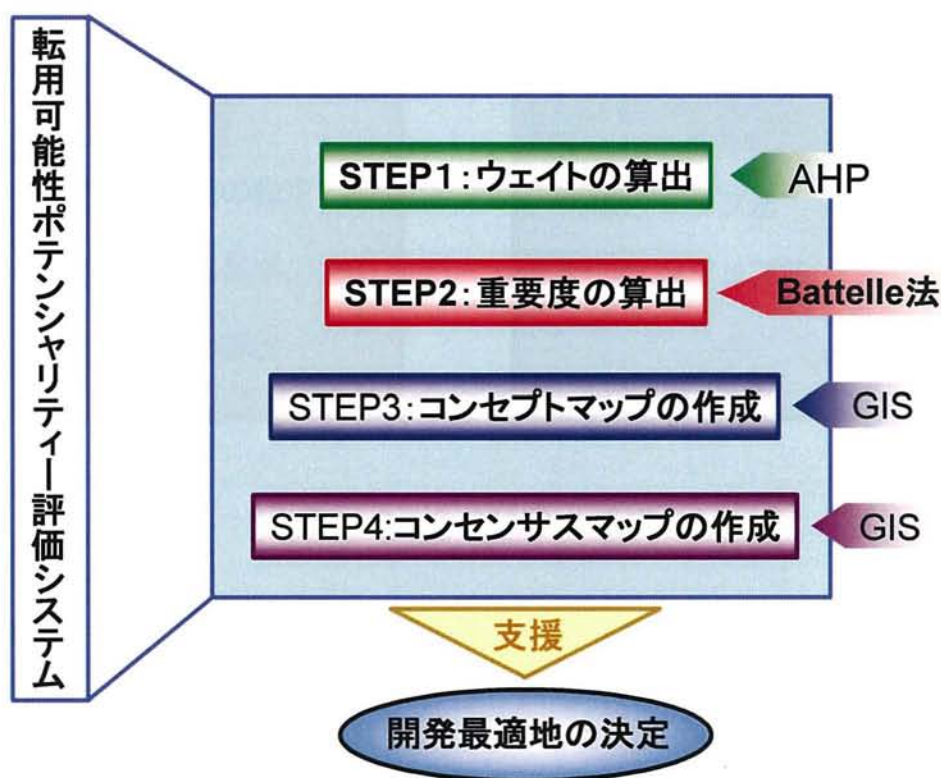 転用可能性ポテンシャリティー評価システム
STEP1:ウェイトの算出
AHP
STEP2:重要度の算出
Battelle法
STEP3:コンセプトマップの作成
GIS
STEP4:コンセンサスマップの作成
GIS
支援
開発最適地の決定